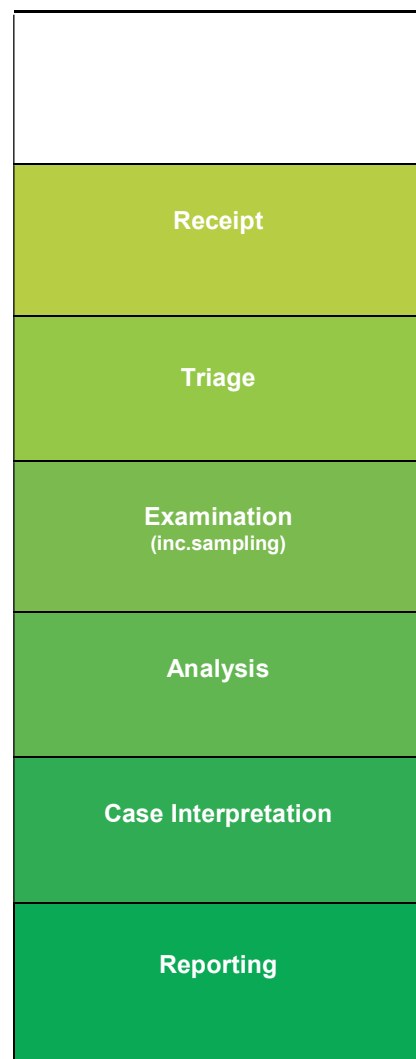 Receipt
Triage
Examination
(inc.sampling)
Analysis
Case Interpretation
Reporting